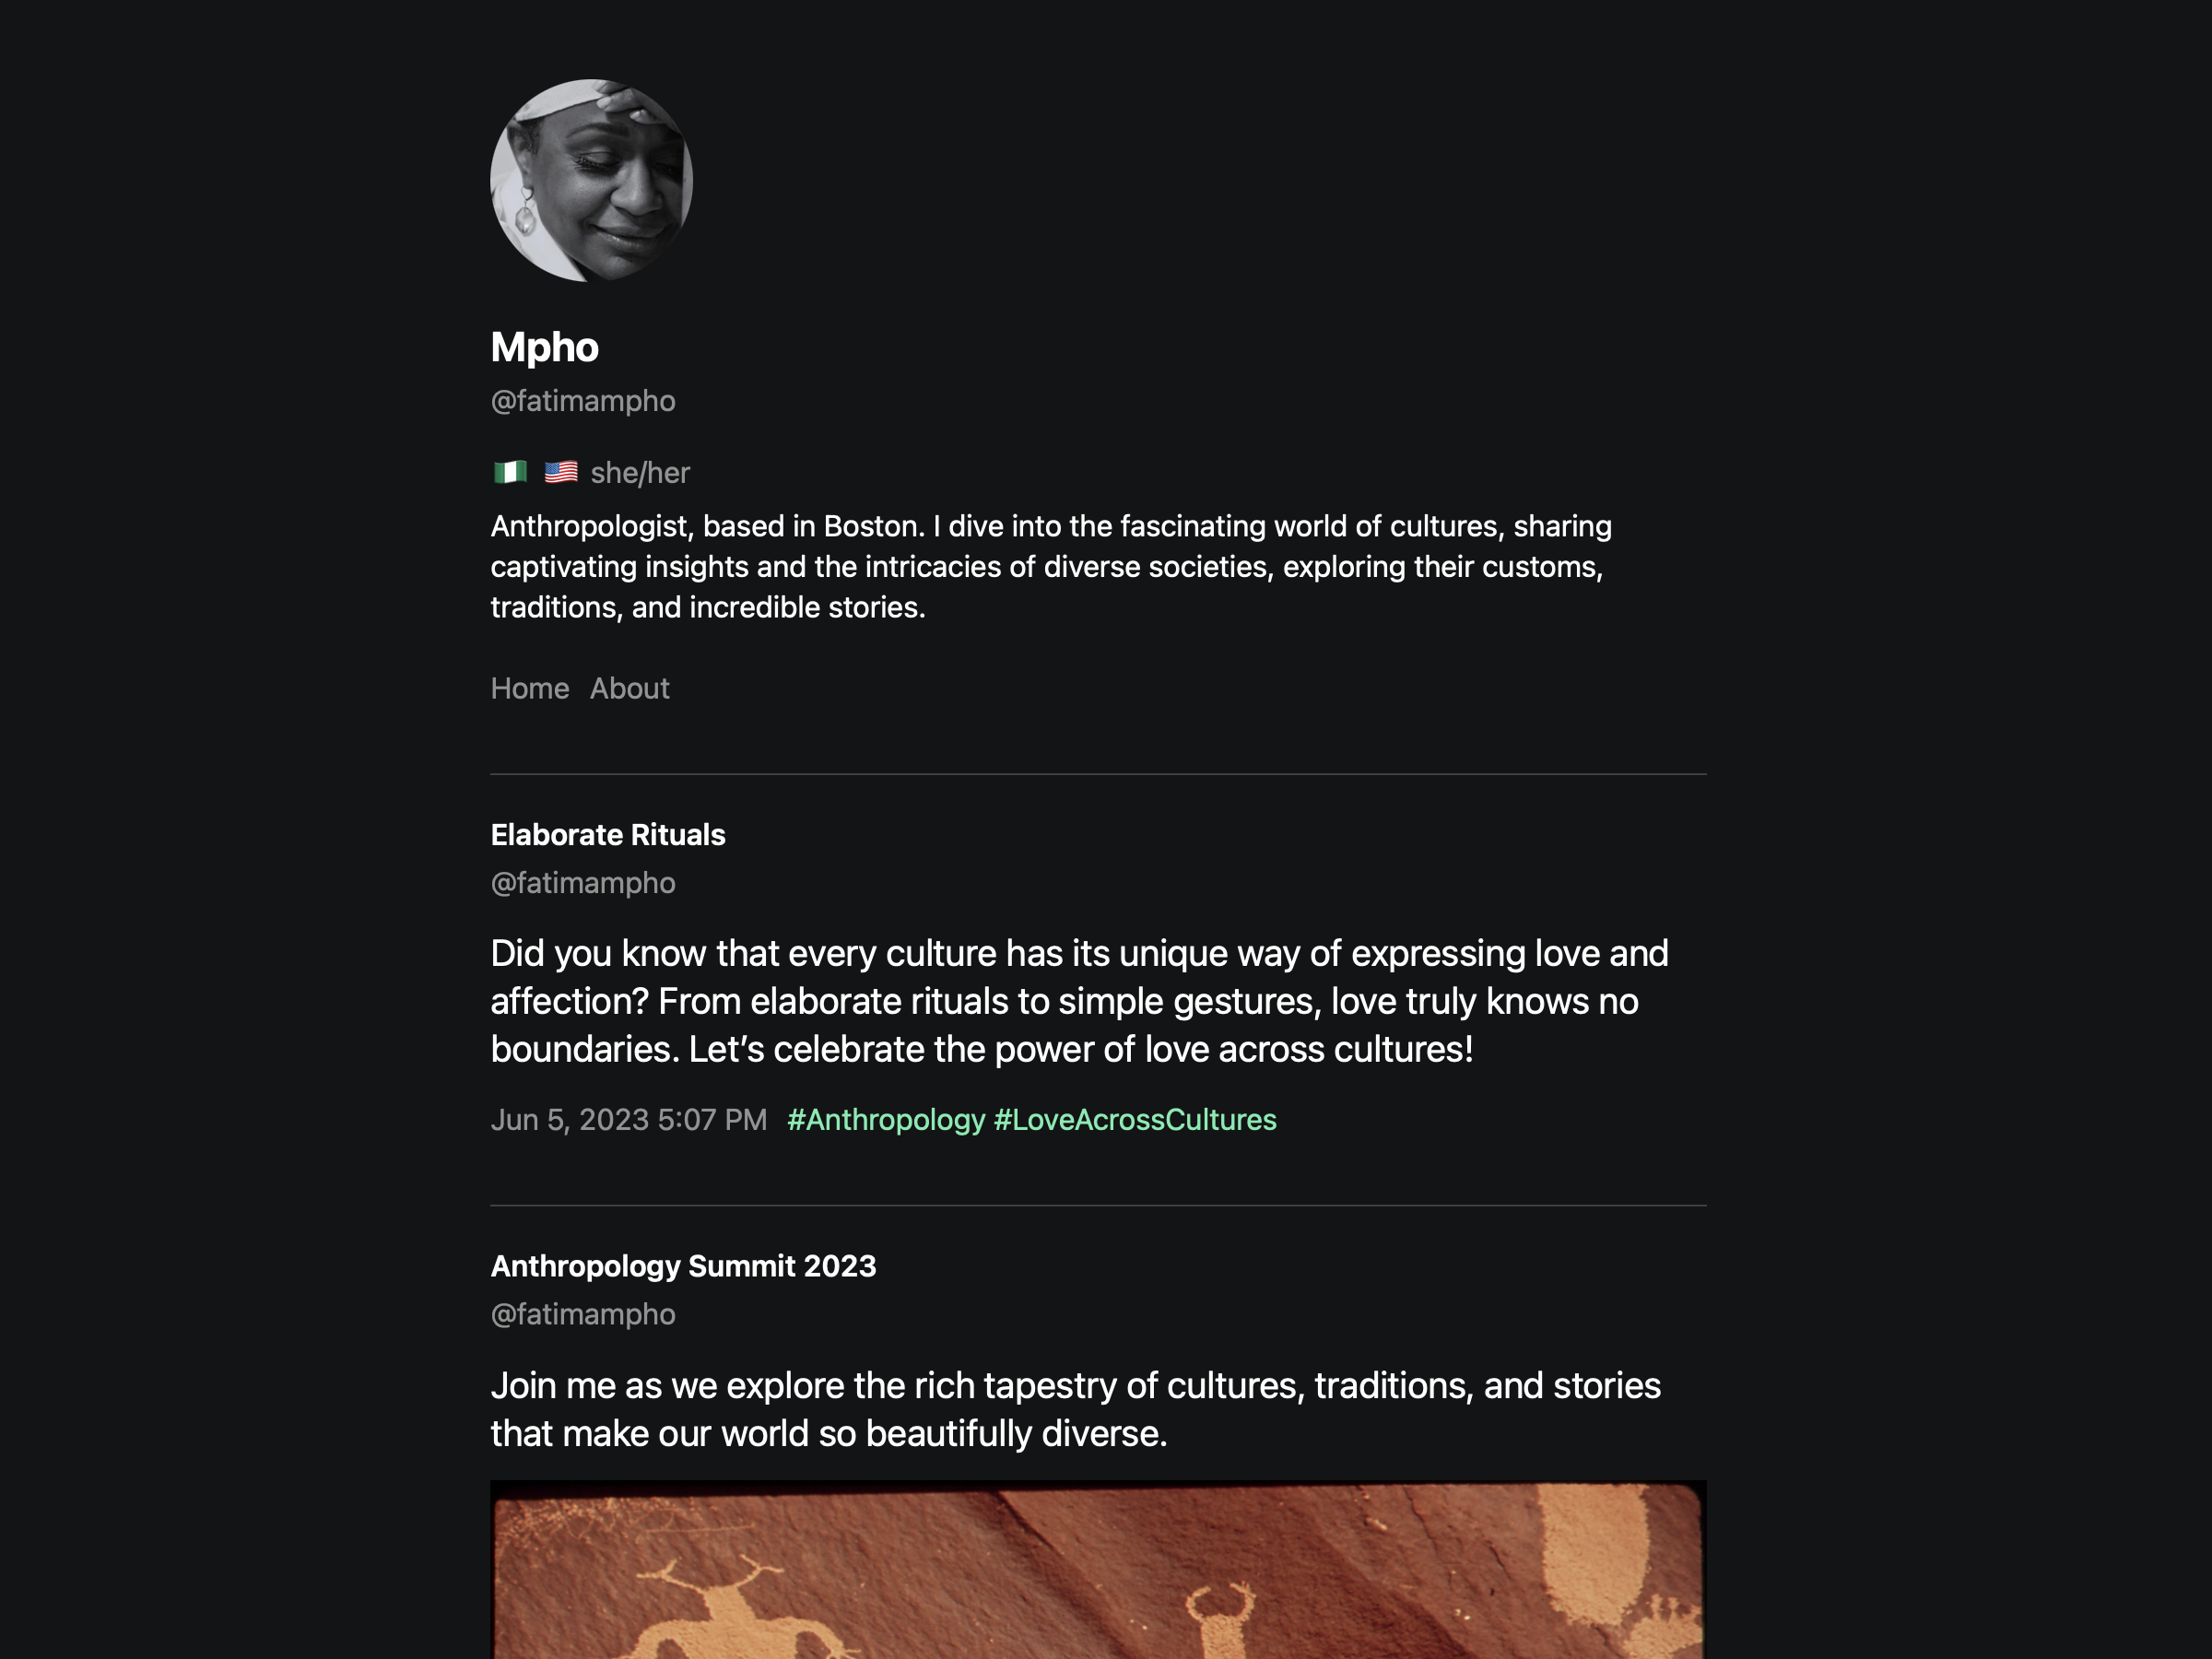 Mpho
@fatimampho
🇳🇬 🇺🇸 she/her
Anthropologist, based in Boston. I dive into the fascinating world of cultures, sharing
captivating insights and the intricacies of diverse societies, exploring their customs,
traditions, and incredible stories.
Home About
Elaborate Rituals
@fatimampho
Did you know that every culture has its unique way of expressing love and
affection? From elaborate rituals to simple gestures, love truly knows no
boundaries. Let’s celebrate the power of love across cultures!
Jun 5, 2023 5:07 PM #Anthropology #LoveAcrossCultures
Anthropology Summit 2023
@fatimampho
Join me as we explore the rich tapestry of cultures, traditions, and stories
that make our world so beautifully diverse.